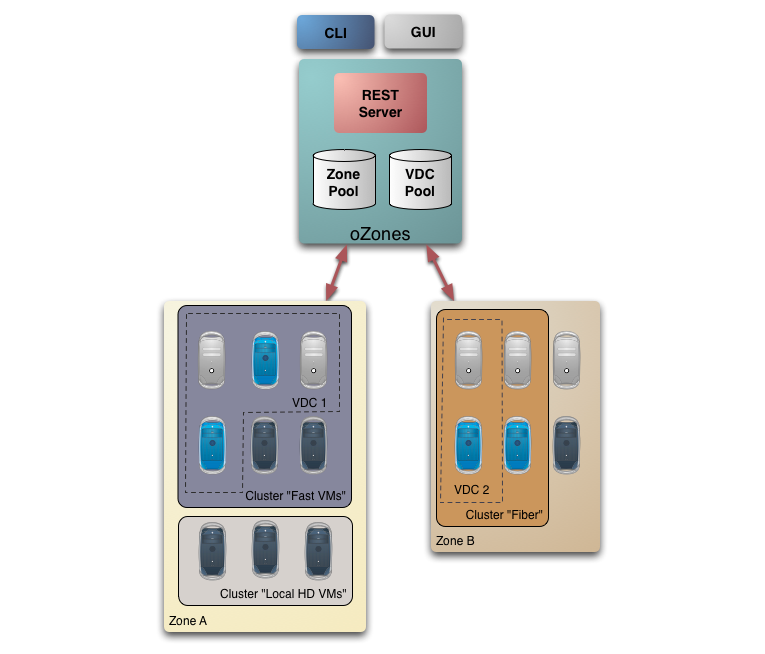 CLI
GUI
REST
Server
Zone
Pool
VDC
Pool
oZones
VDC 1
Cluster "Fast VMs"
Cluster "Local HD VMs"
Zone A
VDC 2
Cluster "Fiber"
Zone B